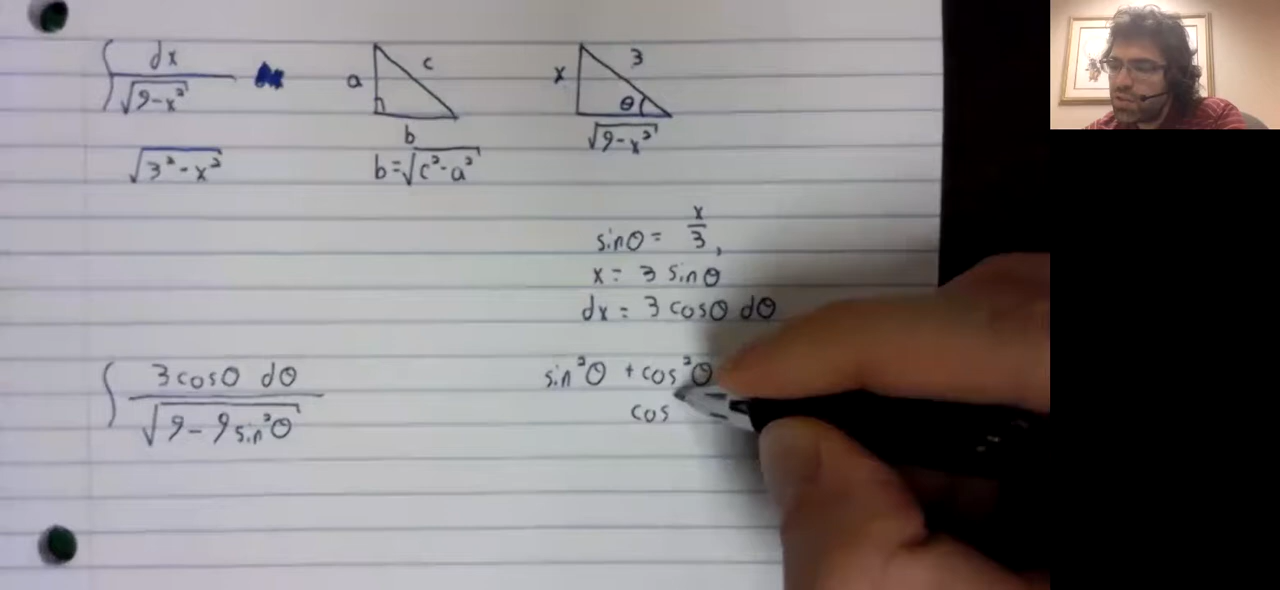 ∫ dx / √(9-x²)
a c b
x 3 θ √(9-x²)
√(3²-x²)
b=√(c²-a²)
sinθ = x/3,
x = 3 sinθ
dx = 3 cosθ dθ
∫ 3cosθ dθ / √(9-9sin²θ)
sin²θ + cos²θ
cos